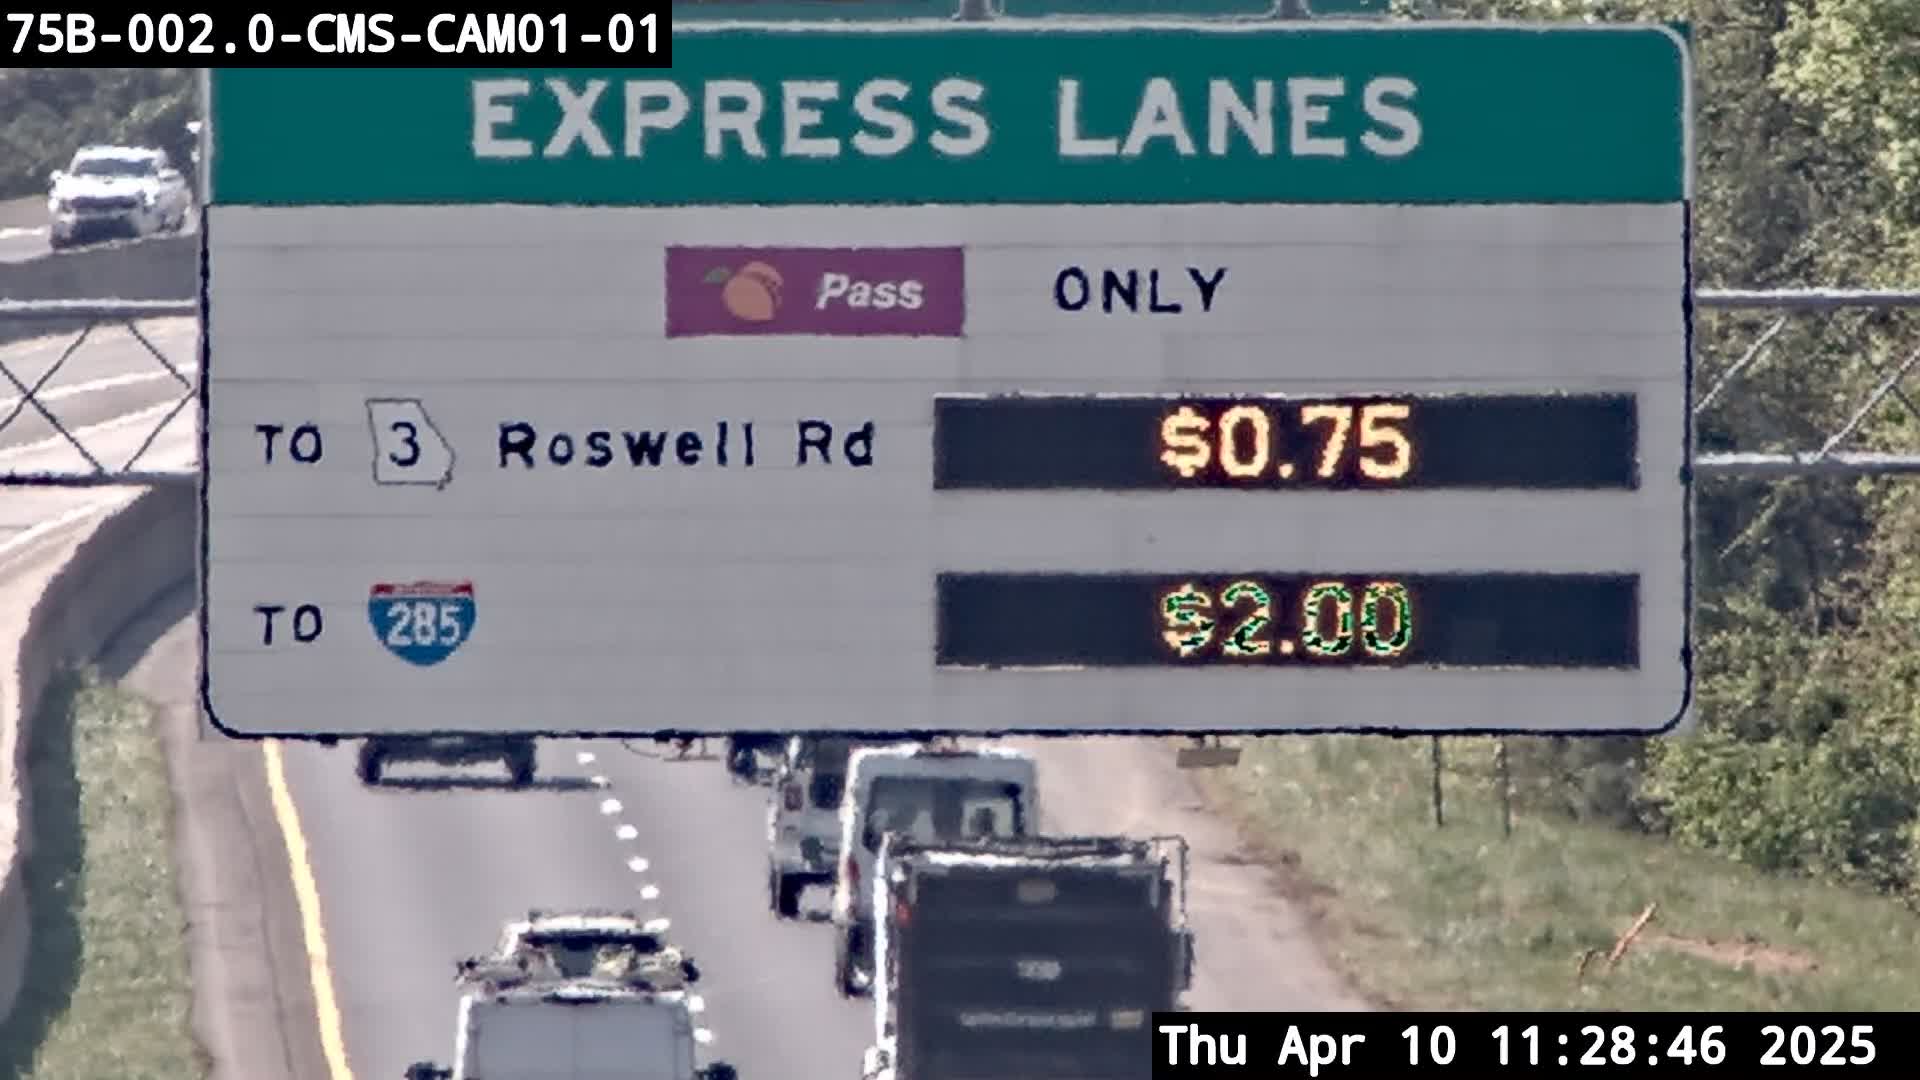 75B-002.0-CMS-CAM01-01
EXPRESS LANES
Pass ONLY
TO 3 Roswell Rd $0.75
TO 285 $2.00
Thu Apr 10 11:28:46 2025